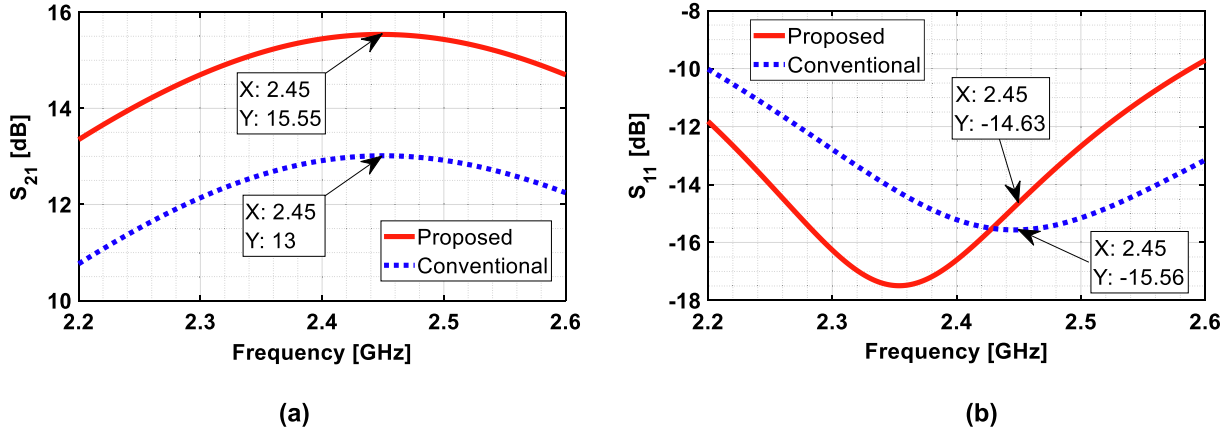 16
14
12
10
S21 [dB]
X: 2.45
Y: 15.55
X: 2.45
Y: 13
Proposed
Conventional
2.2 2.3 2.4 2.5 2.6
Frequency [GHz]
(a)
-8
-10
-12
-14
-16
-18
S11 [dB]
Proposed
Conventional
X: 2.45
Y: -14.63
X: 2.45
Y: -15.56
2.2 2.3 2.4 2.5 2.6
Frequency [GHz]
(b)